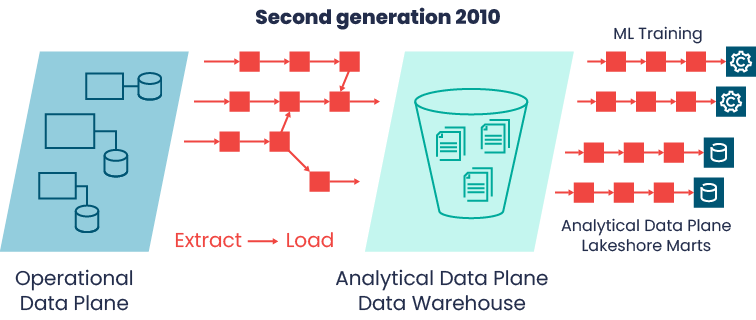 Second generation 2010
ML Training
Extract Load
Analytical Data Plane
Lakeshore Marts
Operational
Data Plane
Analytical Data Plane
Data Warehouse